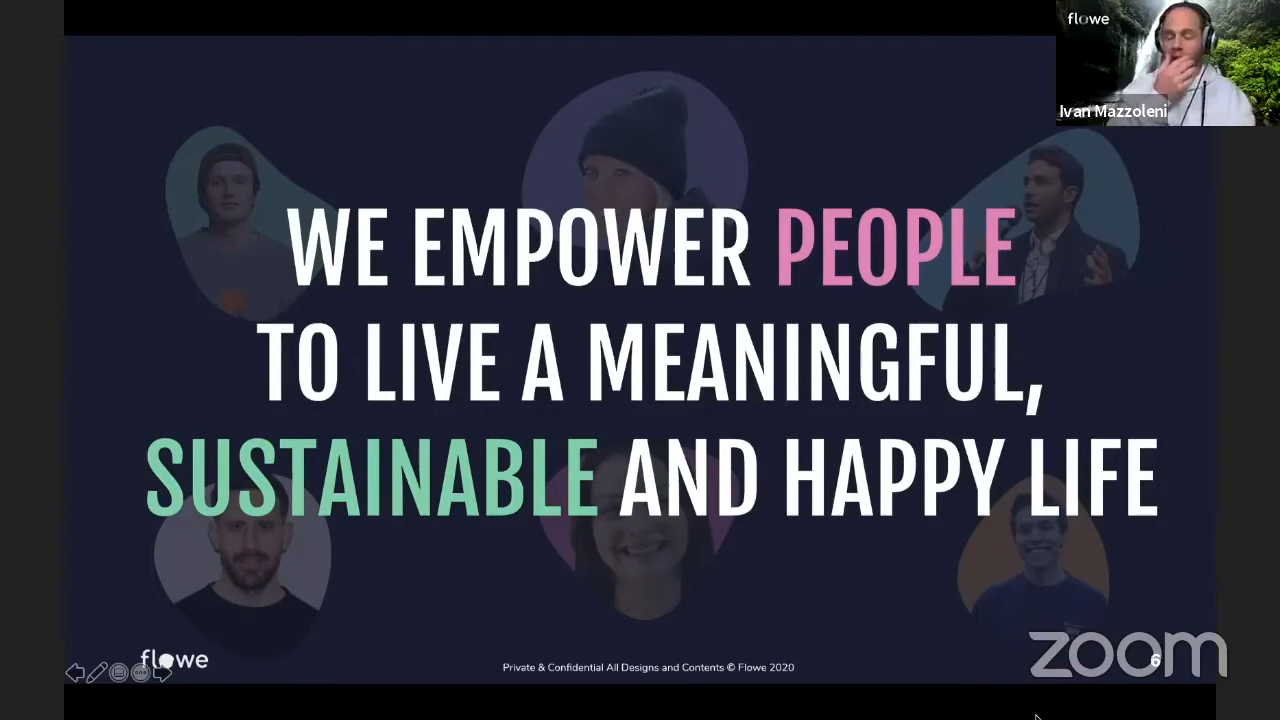 flowe
Ivan Mazzoleni
WE EMPOWER PEOPLE
TO LIVE A MEANINGFUL,
SUSTAINABLE AND HAPPY LIFE
flowe
Private & Confidential All Designs and Contents © Flowe 2020
6
zoom